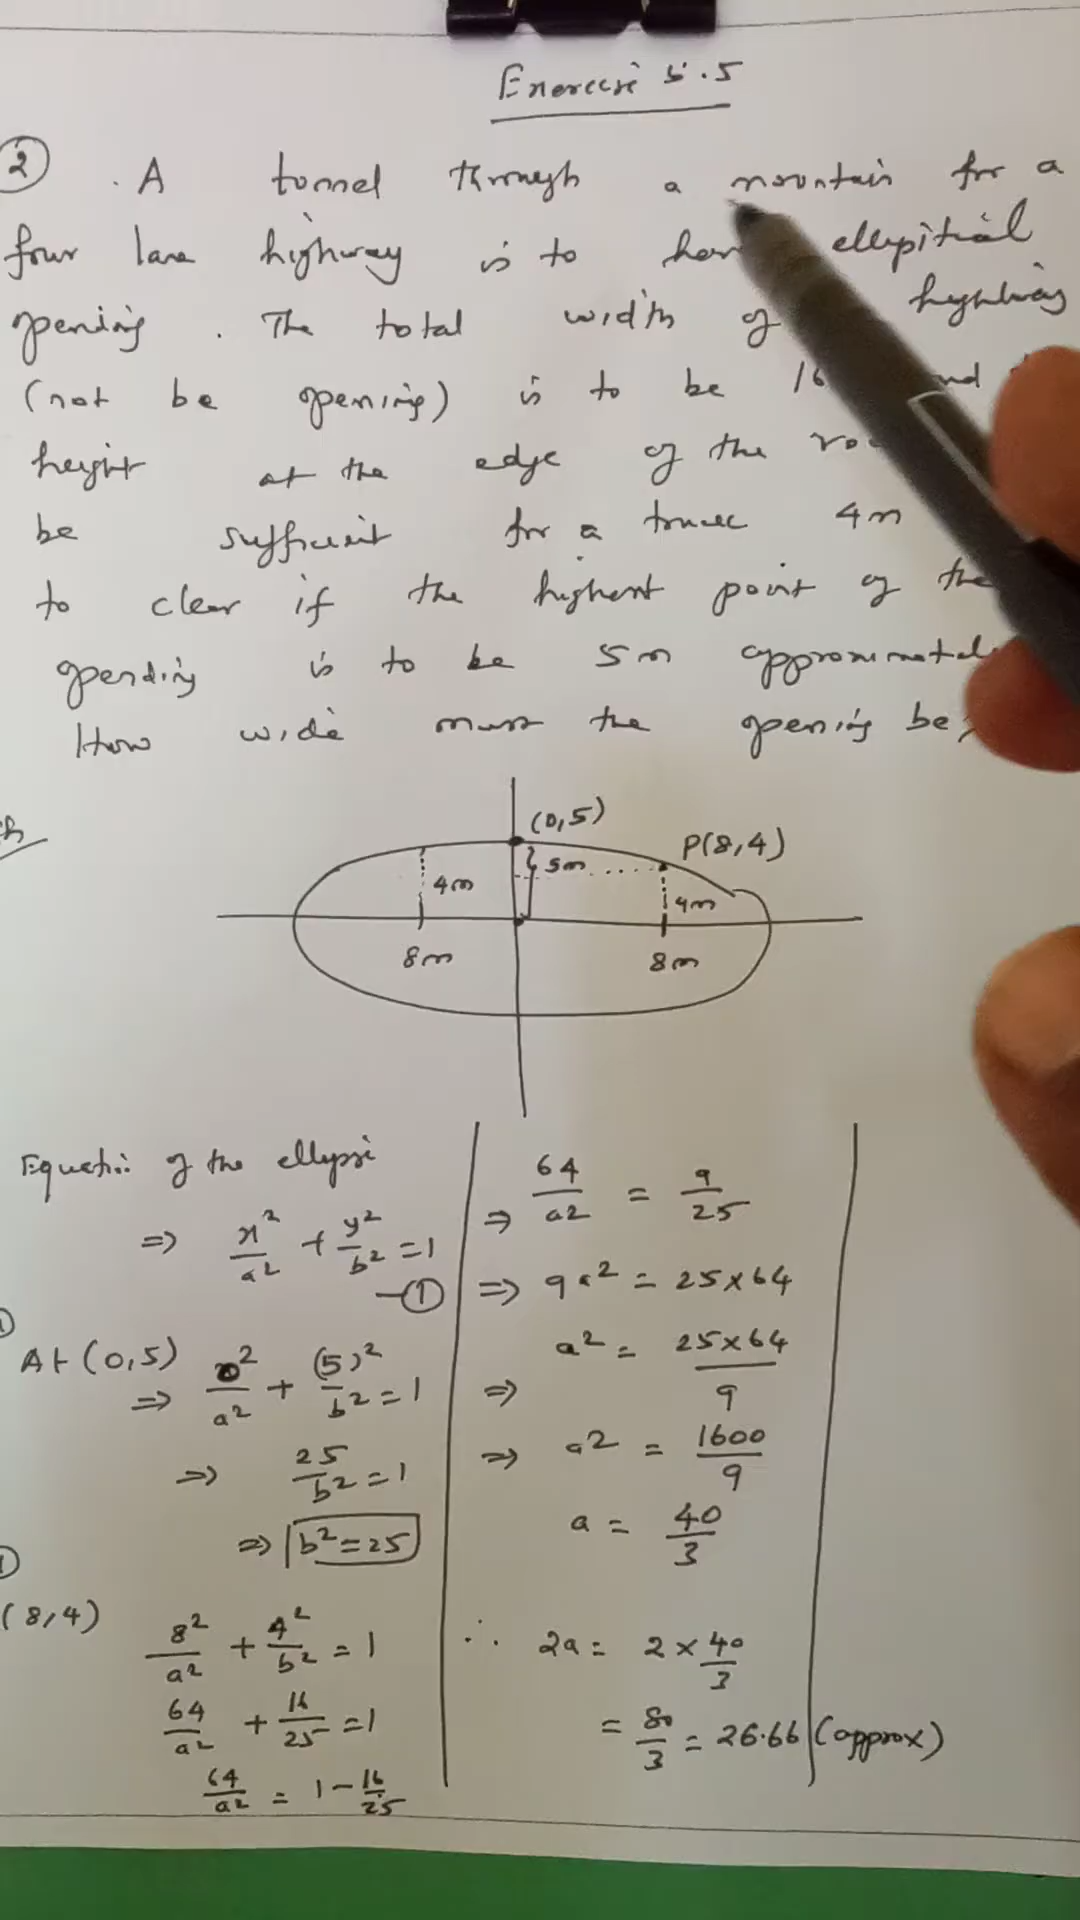 Exercise 5.5
2 . A tunnel through a mountain for a
four lane highway is to elliptical
opening . The total width of highway
(not be opening) is to be
height at the edge of the
be sufficient for a truck 4m
to clear if the highest point of the
opening is to be 5m
How wide must the opening be,
(0,5)
P(8,4)
5m
4m
4m
8m
8m
Equation of the ellipse
⇒ x²/a² + y²/b² = 1 —①
At (0,5)
⇒ 0²/a² + (5)²/b² = 1
⇒ 25/b² = 1
⇒ b² = 25
(8,4)
8²/a² + 4²/b² = 1
64/a² + 16/25 = 1
64/a² = 1 - 16/25
⇒ 64/a2 = 9/25
⇒ 9a² = 25×64
⇒ a² = 25×64/9
⇒ a2 = 1600/9
a = 40/3
∴ 2a = 2 × 40/3
= 80/3 = 26.66 (approx)